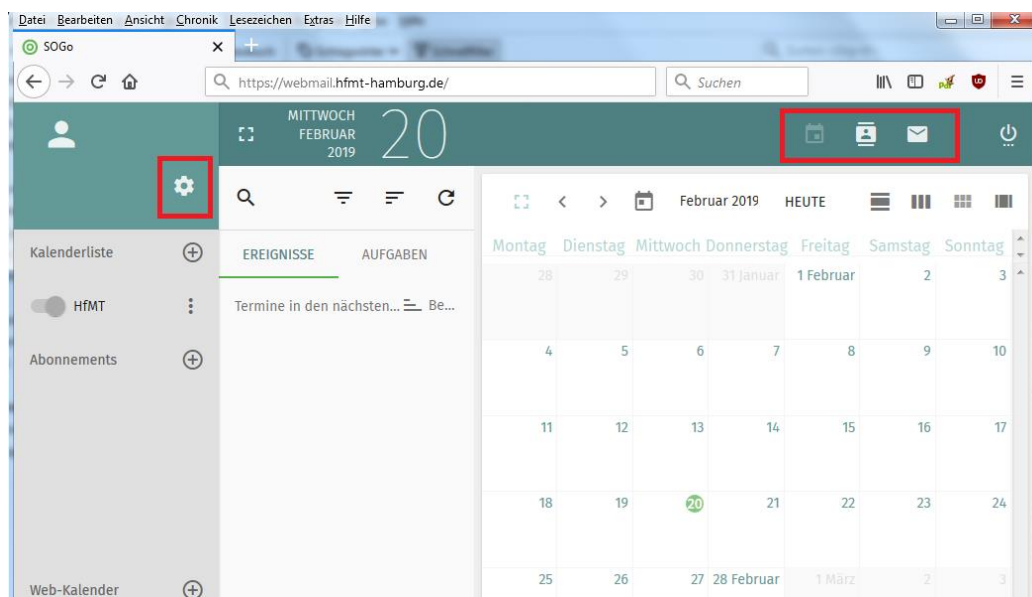 Datei Bearbeiten Ansicht Chronik Lesezeichen Extras Hilfe
SOGo
https://webmail.hfmt-hamburg.de/
Suchen
MITTWOCH
FEBRUAR
2019
20
Februar 2019 HEUTE
Kalenderliste
EREIGNISSE AUFGABEN
Montag Dienstag Mittwoch Donnerstag Freitag Samstag Sonntag
28 29 30 31 Januar 1 Februar 2 3
HfMT
Termine in den nächsten... Be...
Abonnements
4 5 6 7 8 9 10
11 12 13 14 15 16 17
18 19 20 21 22 23 24
25 26 27 28 Februar 1 März 2 3
Web-Kalender